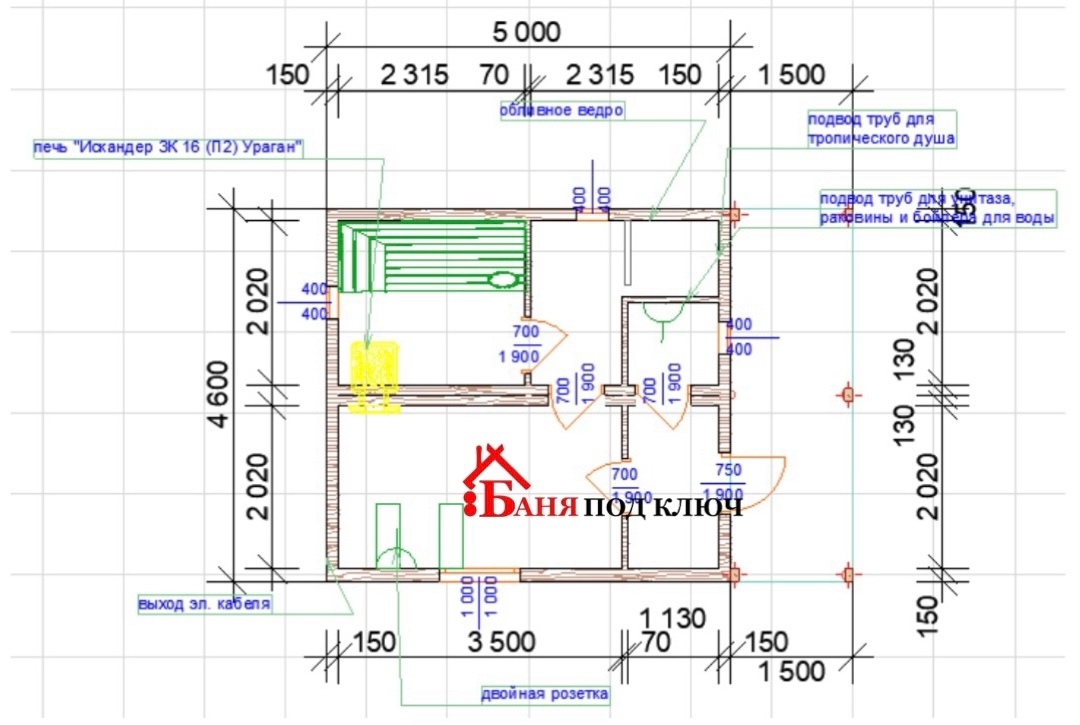 5 000
150 2 315 70 2 315 150 1 500
обливное ведро
подвод труб для
тропического душа
печь "Искандер ЗК 16 (П2) Ураган"
подвод труб для унитаза,
раковины и бойлера для воды
150
400 400
2 020
400
400
700
1 900
400
400
2 020
4 600
700 1 900
700 1 900
130
130
2 020
700
1 900
750
1 900
2 020
БАНЯ ПОД КЛЮЧ
выход эл. кабеля
1 000 1 000
150
1 130
150 3 500 70 150
1 500
двойная розетка